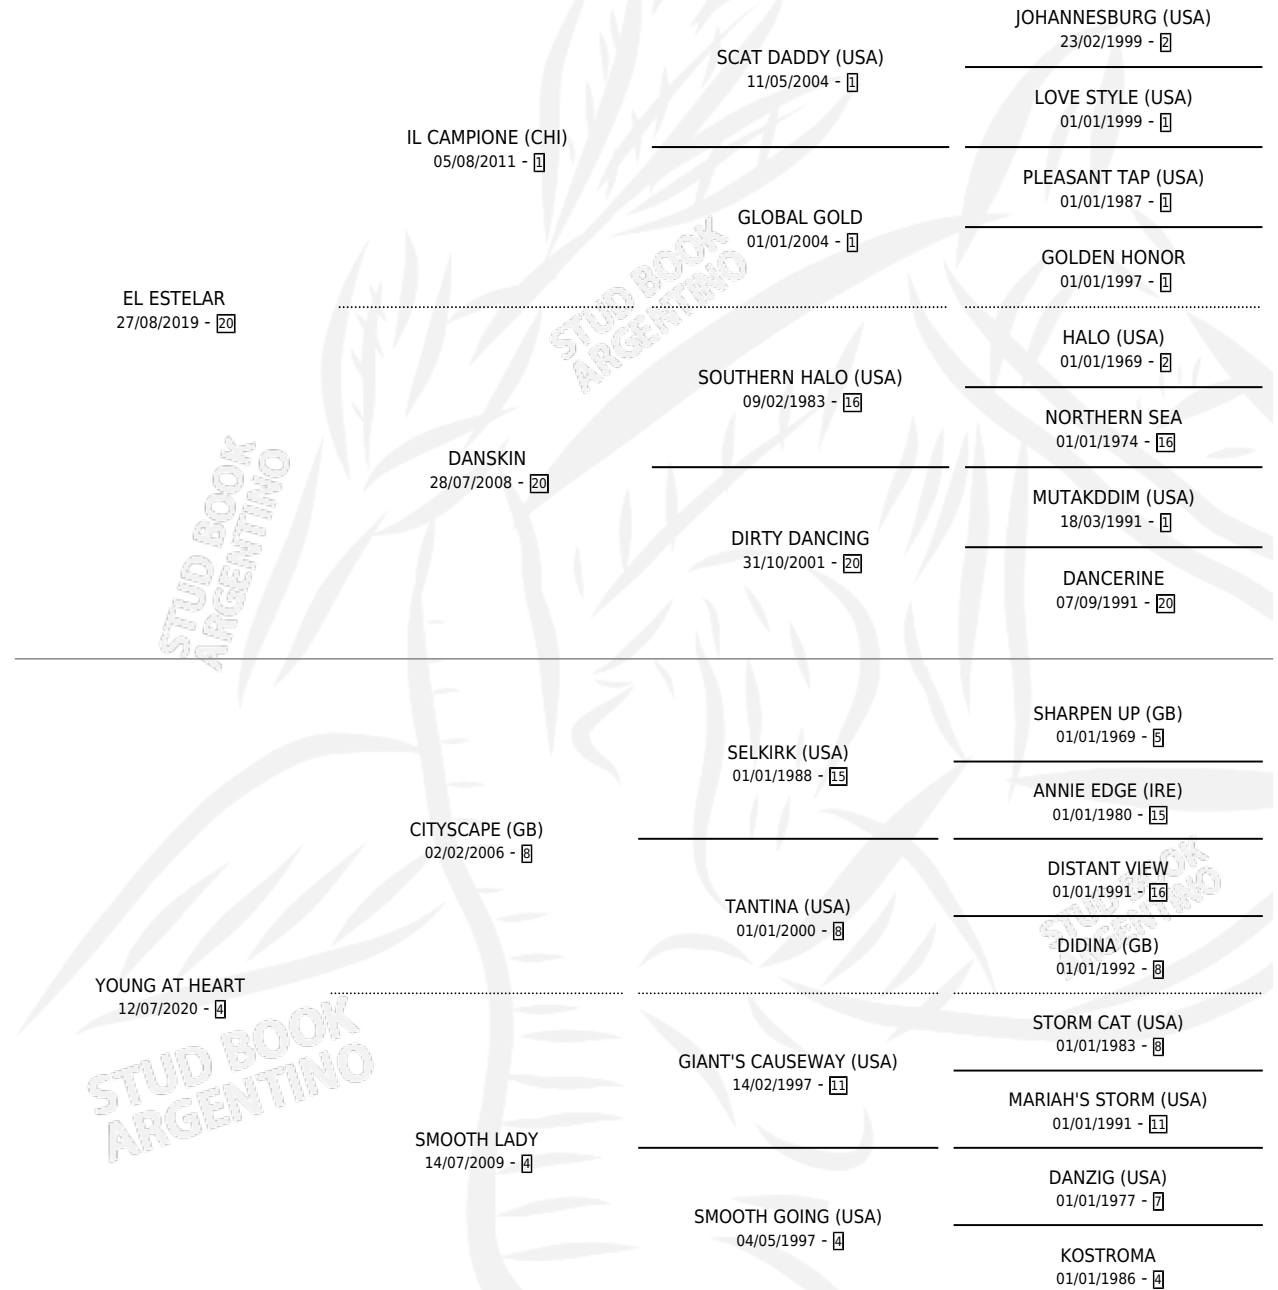 JOHANNESBURG (USA)
23/02/1999 - 2
SCAT DADDY (USA)
11/05/2004 - 1
LOVE STYLE (USA)
01/01/1999 - 1
IL CAMPIONE (CHI)
05/08/2011 - 1
PLEASANT TAP (USA)
01/01/1987 - 1
GLOBAL GOLD
01/01/2004 - 1
GOLDEN HONOR
01/01/1997 - 1
EL ESTELAR
27/08/2019 - 20
HALO (USA)
01/01/1969 - 2
SOUTHERN HALO (USA)
09/02/1983 - 16
NORTHERN SEA
01/01/1974 - 16
DANSKIN
28/07/2008 - 20
MUTAKDDIM (USA)
18/03/1991 - 1
DIRTY DANCING
31/10/2001 - 20
DANCERINE
07/09/1991 - 20
SHARPEN UP (GB)
01/01/1969 - 5
SELKIRK (USA)
01/01/1988 - 15
ANNIE EDGE (IRE)
01/01/1980 - 15
CITYSCAPE (GB)
02/02/2006 - 8
DISTANT VIEW
01/01/1991 - 16
TANTINA (USA)
01/01/2000 - 8
DIDINA (GB)
01/01/1992 - 8
YOUNG AT HEART
12/07/2020 - 4
STORM CAT (USA)
01/01/1983 - 8
GIANT'S CAUSEWAY (USA)
14/02/1997 - 11
MARIAH'S STORM (USA)
01/01/1991 - 11
SMOOTH LADY
14/07/2009 - 4
DANZIG (USA)
01/01/1977 - 7
SMOOTH GOING (USA)
04/05/1997 - 4
KOSTROMA
01/01/1986 - 4
STUD BOOK
ARGENTINO
STUD BOOK
ARGENTINO
STUD BOOK
ARGENTINO
STUD BOOK
ARGENTINO